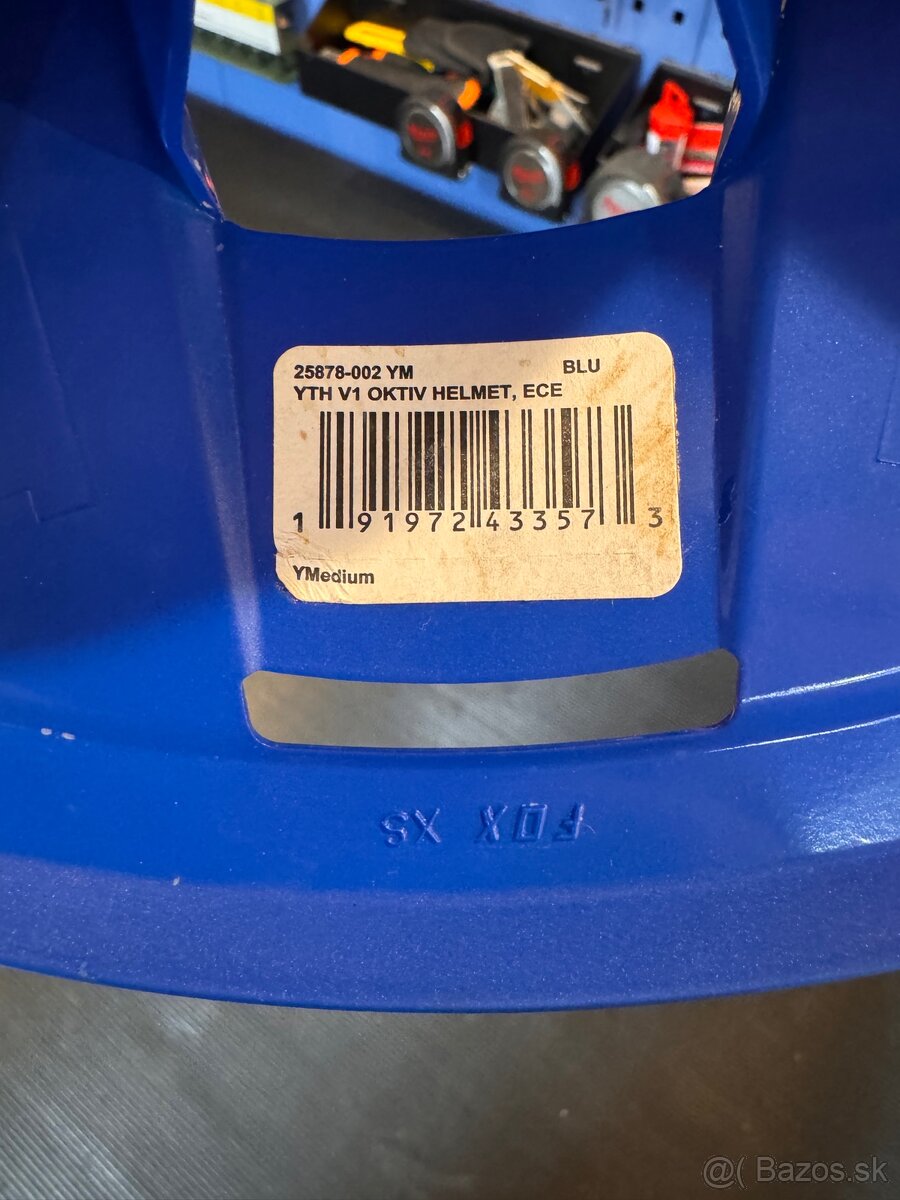 25878-002 YM BLU
YTH V1 OKTIV HELMET, ECE
1 91972 43357 3
YMedium
FOX XS
@( Bazos.sk